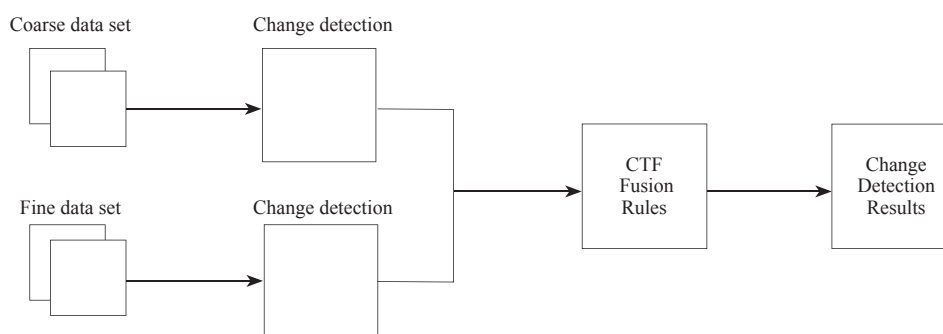 Coarse data set
Change detection
Fine data set
Change detection
CTF
Fusion
Rules
Change
Detection
Results